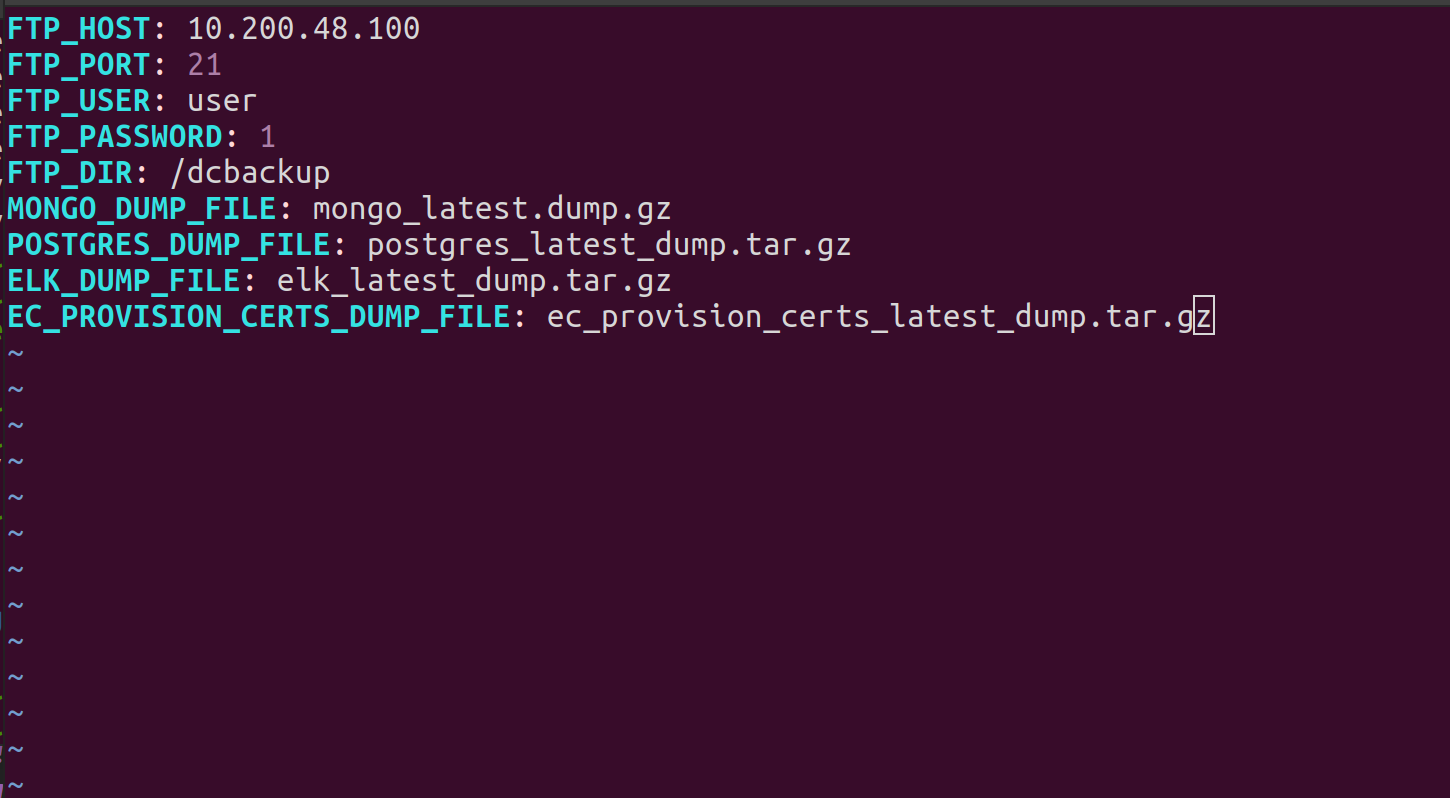 FTP_HOST: 10.200.48.100
FTP_PORT: 21
FTP_USER: user
FTP_PASSWORD: 1
FTP_DIR: /dcbackup
MONGO_DUMP_FILE: mongo_latest.dump.gz
POSTGRES_DUMP_FILE: postgres_latest_dump.tar.gz
ELK_DUMP_FILE: elk_latest_dump.tar.gz
EC_PROVISION_CERTS_DUMP_FILE: ec_provision_certs_latest_dump.tar.gz
~
~
~
~
~
~
~
~
~
~
~
~
~